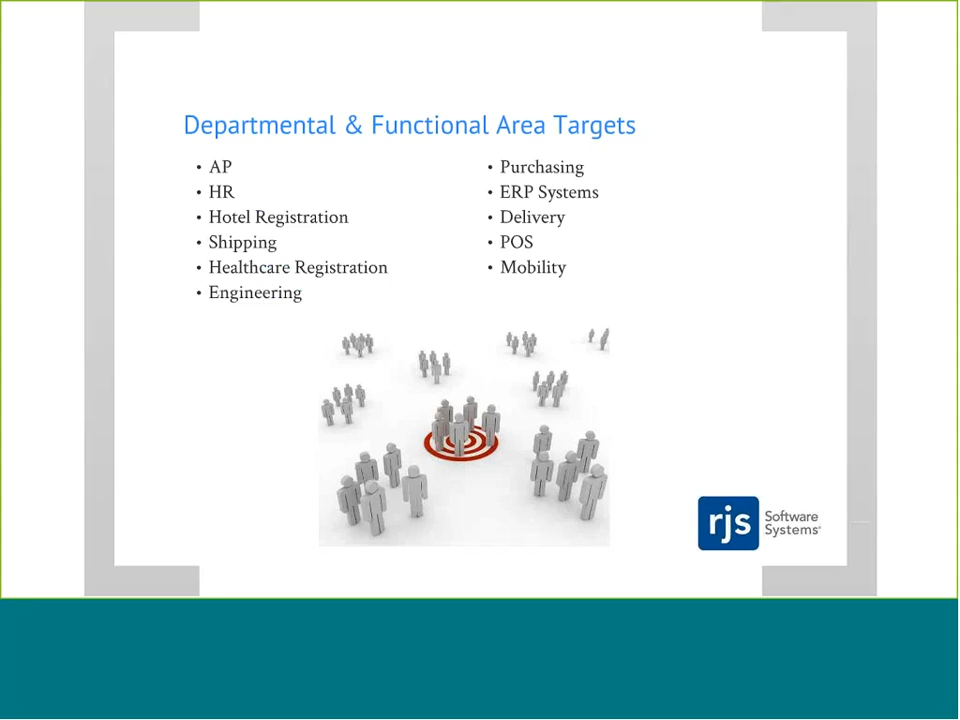 Departmental & Functional Area Targets
• AP
• HR
• Hotel Registration
• Shipping
• Healthcare Registration
• Engineering
• Purchasing
• ERP Systems
• Delivery
• POS
• Mobility
rjs Software
Systems